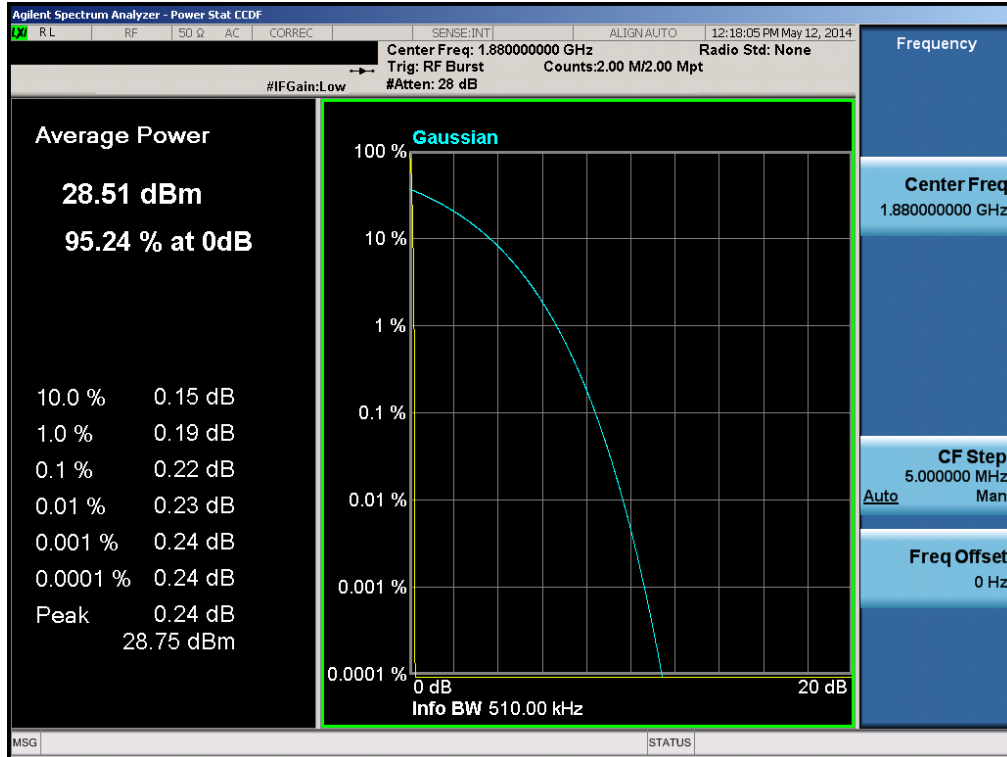 Agilent Spectrum Analyzer - Power Stat CCDF
LXI RL RF 50 Ω AC CORREC SENSE:INT ALIGN AUTO 12:18:05 PM May 12, 2014
Center Freq: 1.880000000 GHz Radio Std: None
Trig: RF Burst Counts:2.00 M/2.00 Mpt
#IFGain:Low #Atten: 28 dB
Average Power
28.51 dBm
95.24 % at 0dB
10.0 % 0.15 dB
1.0 % 0.19 dB
0.1 % 0.22 dB
0.01 % 0.23 dB
0.001 % 0.24 dB
0.0001 % 0.24 dB
Peak 0.24 dB
28.75 dBm
Gaussian
100 %
10 %
1 %
0.1 %
0.01 %
0.001 %
0.0001 %
0 dB 20 dB
Info BW 510.00 kHz
Frequency
Center Freq
1.880000000 GHz
CF Step
5.000000 MHz
Auto Man
Freq Offset
0 Hz
MSG STATUS